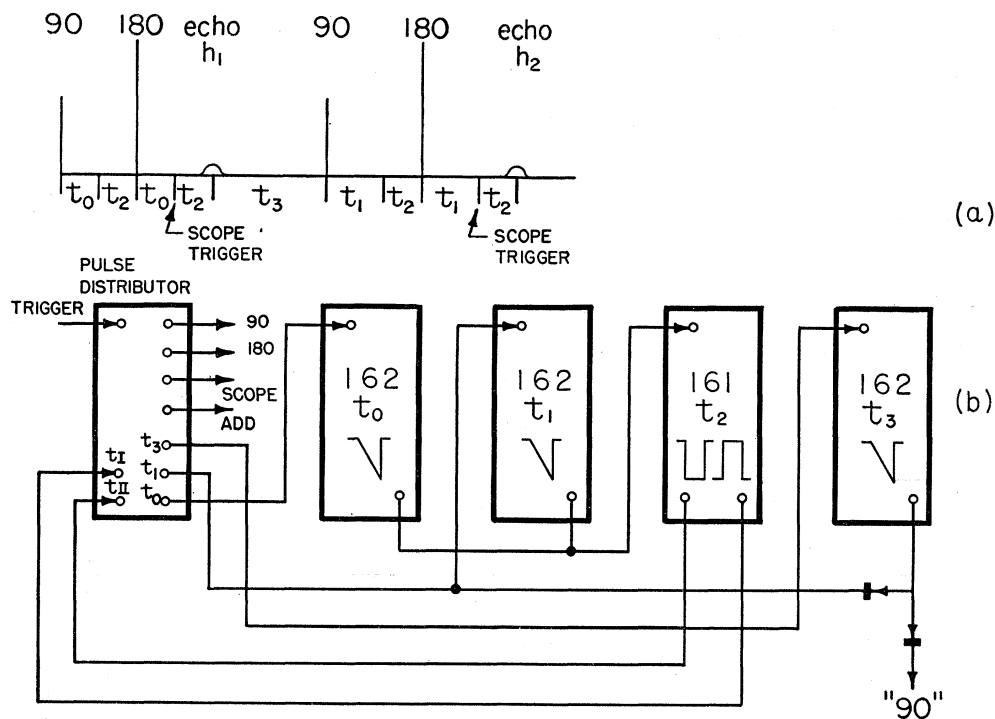 90 180 echo 90 180 echo
h₁ h₂
t₀ t₂ t₀ t₂ t₃ t₁ t₂ t₁ t₂
(a)
SCOPE TRIGGER
SCOPE TRIGGER
PULSE DISTRIBUTOR
TRIGGER
90
180
SCOPE
ADD
t₃
tI t₁
tII t₀
162 t₀
162 t₁
161 t₂
162 t₃
(b)
"90"